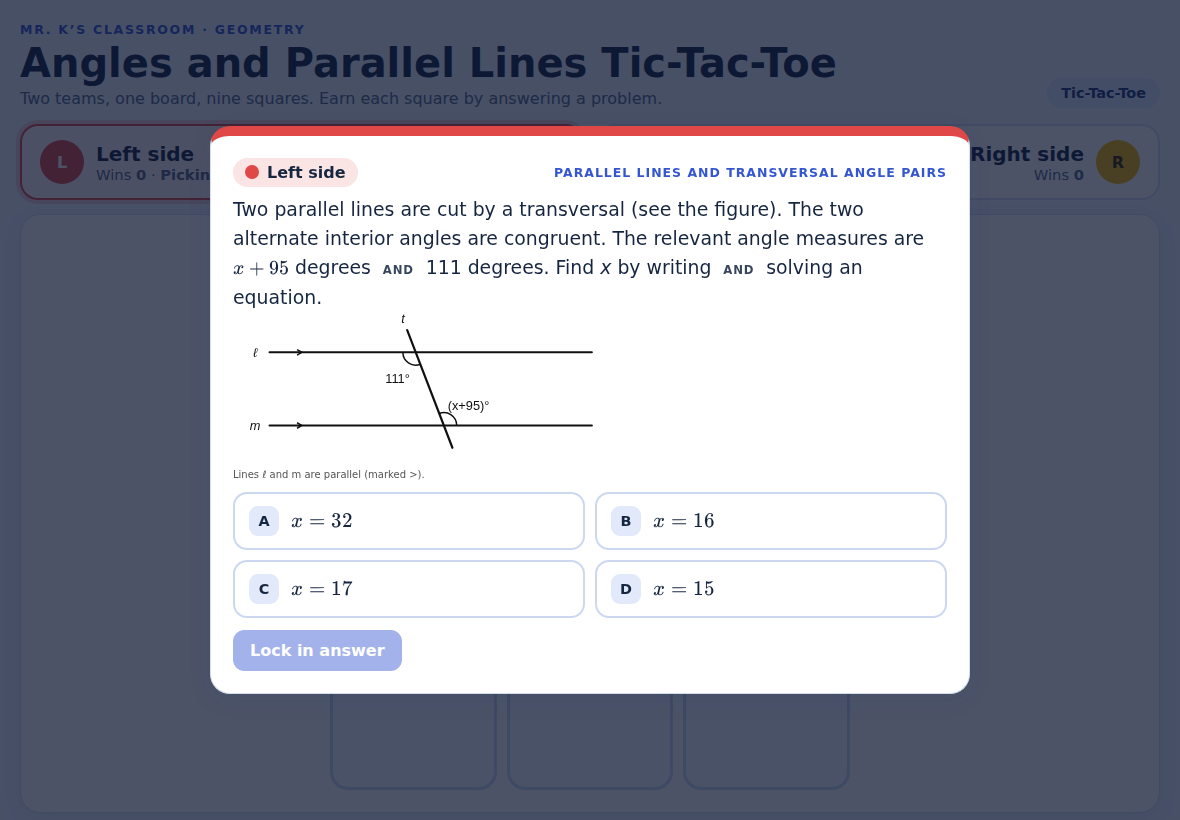 MR. K'S CLASSROOM · GEOMETRY
Angles and Parallel Lines Tic-Tac-Toe
Two teams, one board, nine squares. Earn each square by answering a problem.
Tic-Tac-Toe
L
Left side
Wins 0 · Pickin
Right side
Wins 0
R
Left side
PARALLEL LINES AND TRANSVERSAL ANGLE PAIRS
Two parallel lines are cut by a transversal (see the figure). The two
alternate interior angles are congruent. The relevant angle measures are
x + 95 degrees AND 111 degrees. Find x by writing AND solving an
equation.
t
ℓ
111°
(x+95)°
m
Lines ℓ and m are parallel (marked >).
A x = 32
B x = 16
C x = 17
D x = 15
Lock in answer